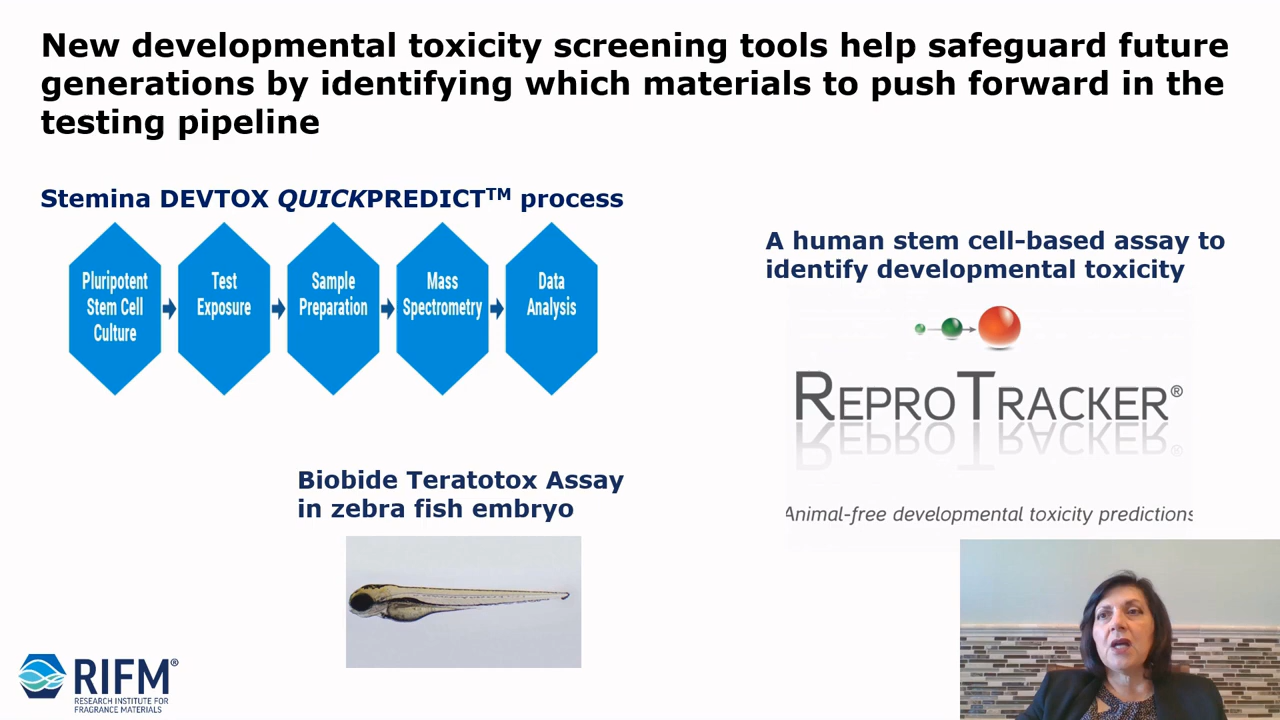 New developmental toxicity screening tools help safeguard future
generations by identifying which materials to push forward in the
testing pipeline
Stemina DEVTOX QUICKPREDICT™ process
Pluripotent
Stem Cell
Culture
Test
Exposure
Sample
Preparation
Mass
Spectrometry
Data
Analysis
A human stem cell-based assay to
identify developmental toxicity
REPROTRACKER®
Animal-free developmental toxicity predictions
Biobide Teratotox Assay
in zebra fish embryo
RIFM®
RESEARCH INSTITUTE FOR
FRAGRANCE MATERIALS